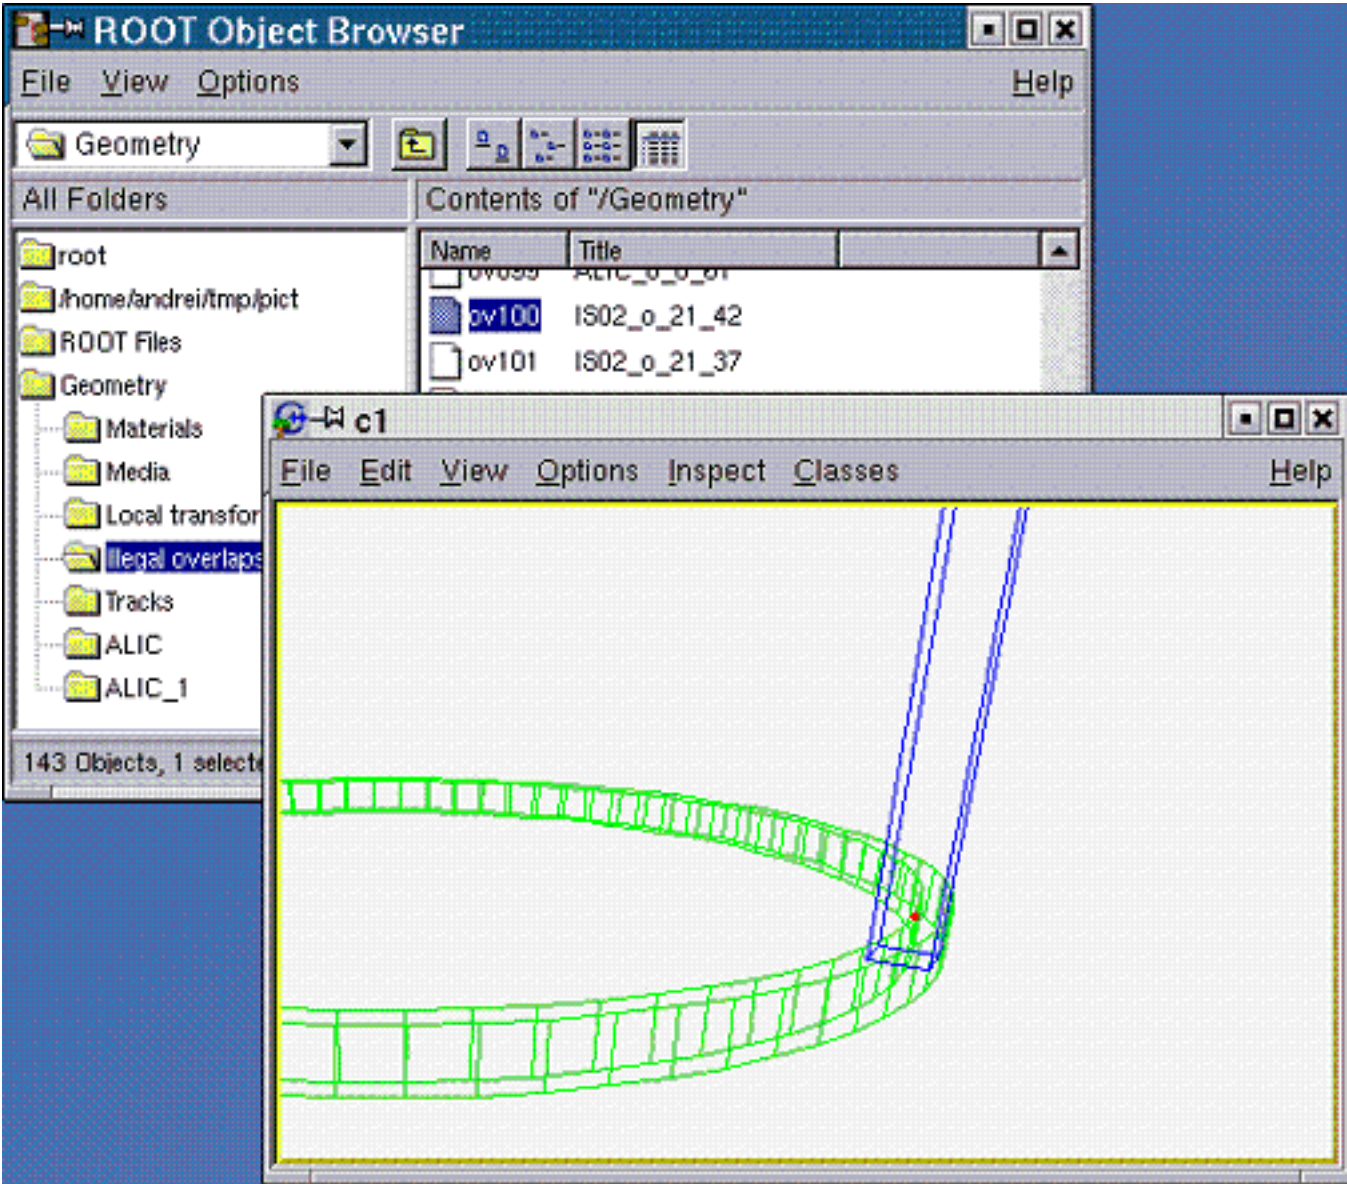 ROOT Object Browser
File View Options Help
Geometry
All Folders
Contents of "/Geometry"
Name Title
root
/home/andrei/tmp/pict
ROOT Files
Geometry
Materials
Media
Local transfor
Illegal overlaps
Tracks
ALIC
ALIC_1
ov099 ALIC_o_0_61
ov100 IS02_o_21_42
ov101 IS02_o_21_37
143 Objects, 1 selecte
c1
File Edit View Options Inspect Classes Help